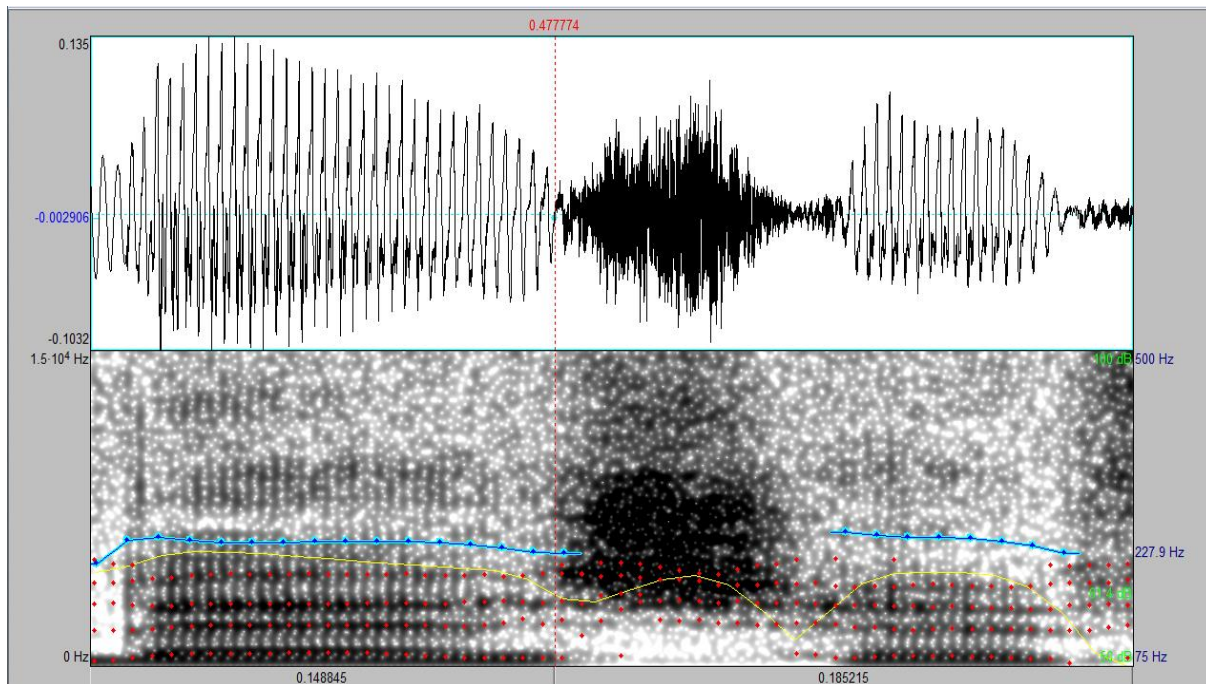 0.477774
0.135
-0.002906
-0.1032
1.5·10⁴ Hz
100 dB
500 Hz
227.9 Hz
0 Hz
75 Hz
0.148845
0.185215